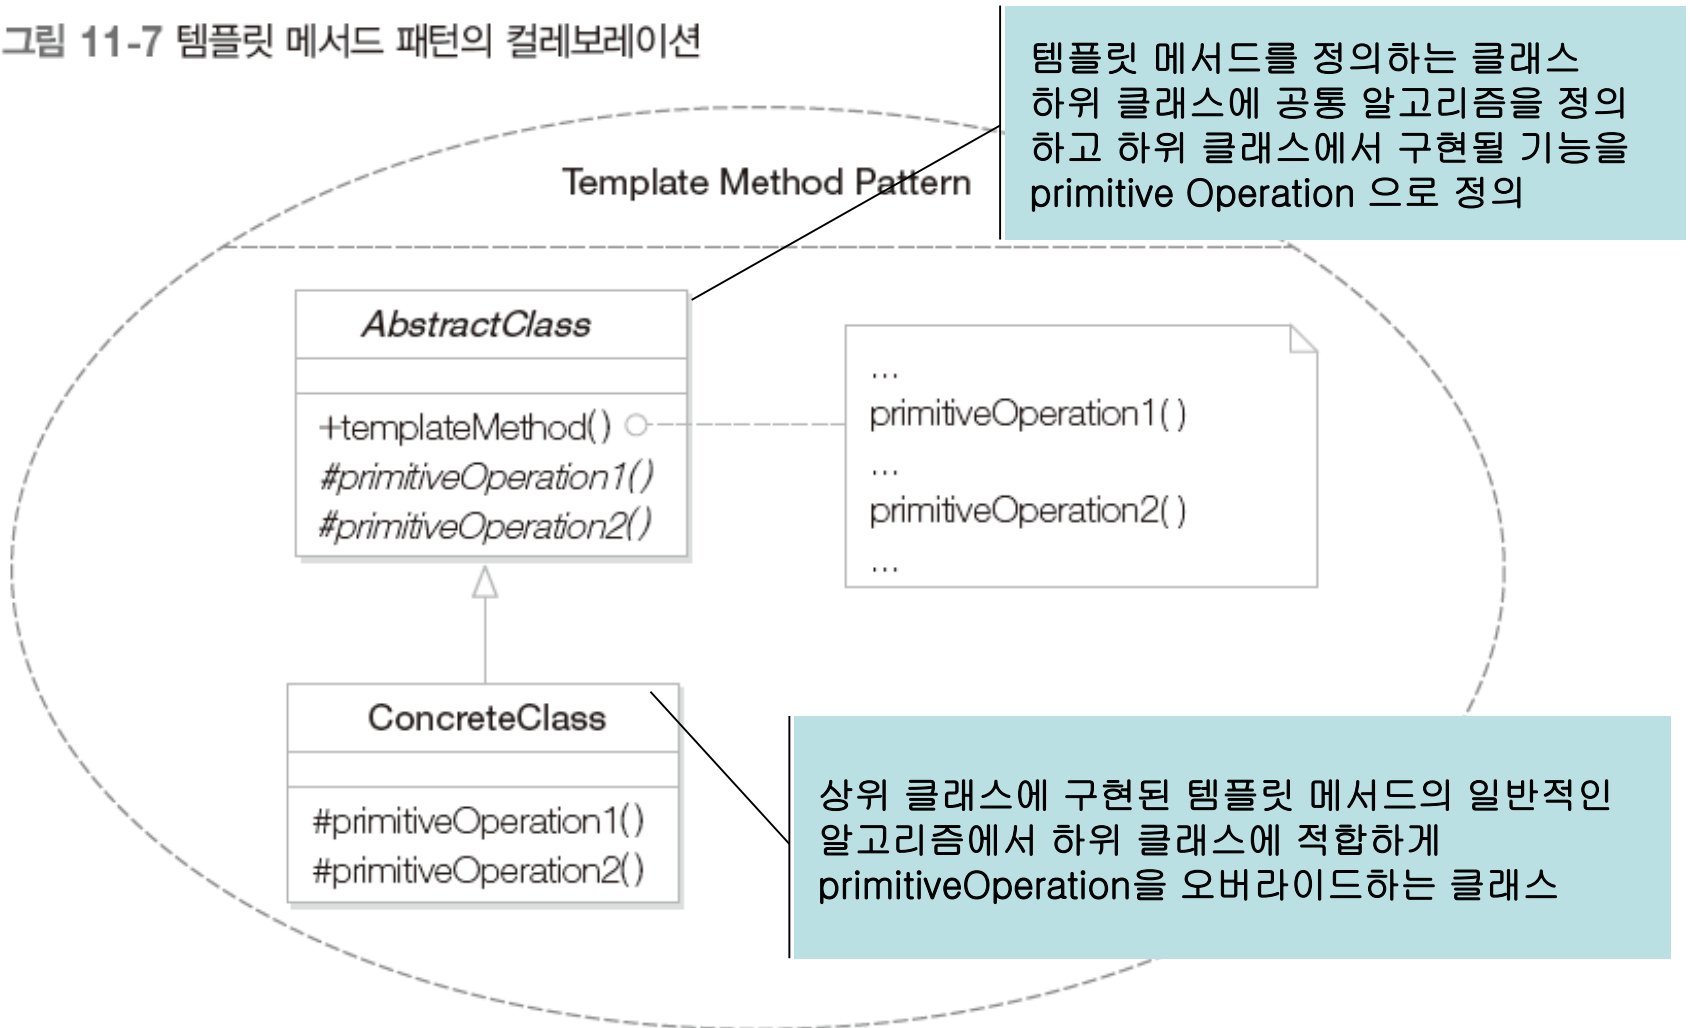 그림 11-7 템플릿 메서드 패턴의 컬레보레이션
템플릿 메서드를 정의하는 클래스
하위 클래스에 공통 알고리즘을 정의
하고 하위 클래스에서 구현될 기능을
primitive Operation 으로 정의
Template Method Pattern
AbstractClass
+templateMethod()
#primitiveOperation1()
#primitiveOperation2()
...
primitiveOperation1()
...
primitiveOperation2()
...
ConcreteClass
#primitiveOperation1()
#primitiveOperation2()
상위 클래스에 구현된 템플릿 메서드의 일반적인
알고리즘에서 하위 클래스에 적합하게
primitiveOperation을 오버라이드하는 클래스